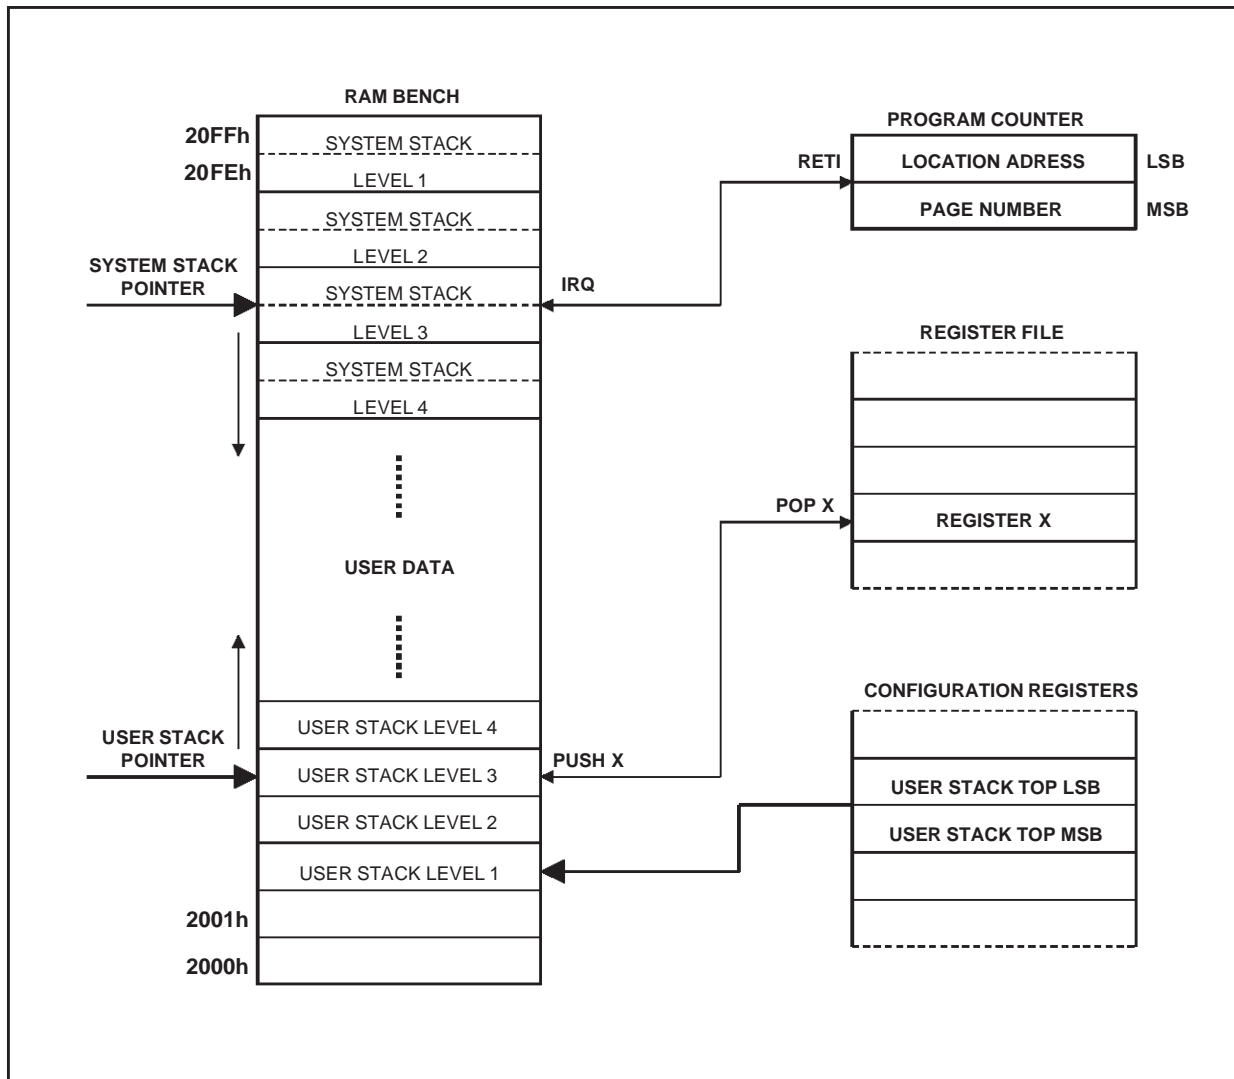 RAM BENCH
20FFh
SYSTEM STACK
20FEh
LEVEL 1
SYSTEM STACK
LEVEL 2
SYSTEM STACK
POINTER
SYSTEM STACK
LEVEL 3
SYSTEM STACK
LEVEL 4
USER DATA
USER STACK LEVEL 4
USER STACK
POINTER
USER STACK LEVEL 3
USER STACK LEVEL 2
USER STACK LEVEL 1
2001h
2000h
IRQ
RETI
PROGRAM COUNTER
LOCATION ADRESS
LSB
PAGE NUMBER
MSB
REGISTER FILE
POP X
REGISTER X
PUSH X
CONFIGURATION REGISTERS
USER STACK TOP LSB
USER STACK TOP MSB